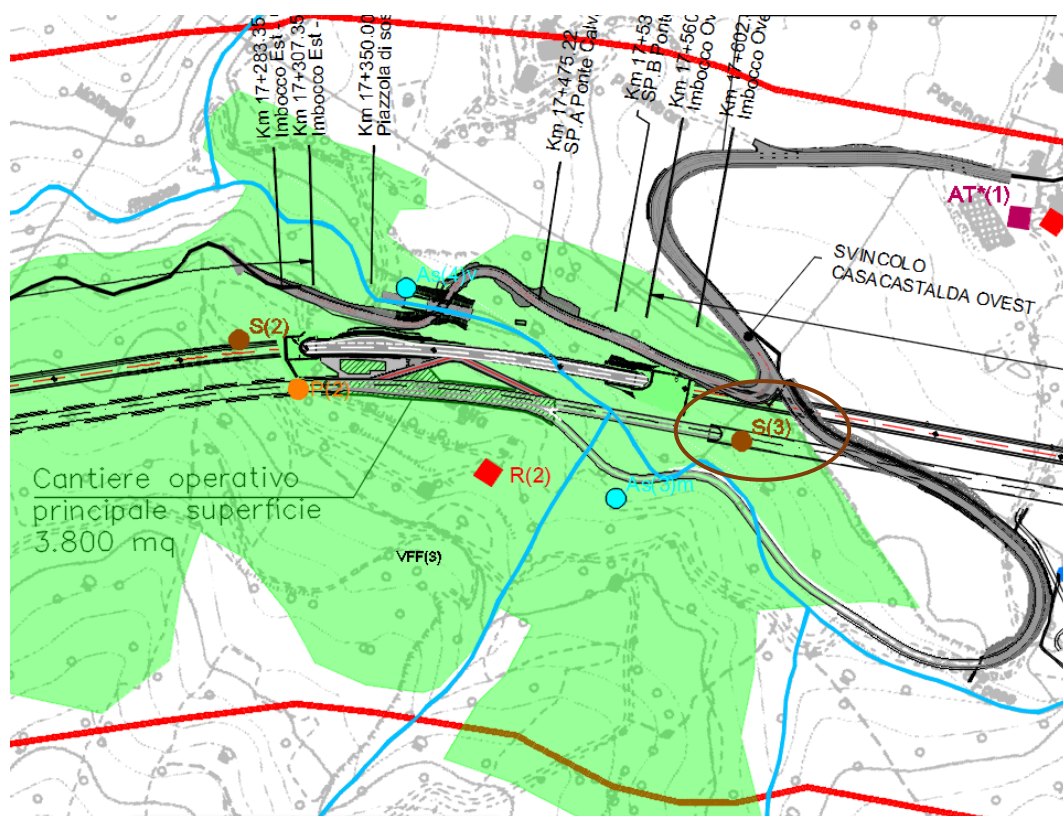 Km 17+283.35
Imbocco Est -
Km 17+307.35
Imbocco Est -
Km 17+350.00
Piazzola di sos
Km 17+475.22
SP.A Ponte Calv.
Km 17+53
SP.B Ponte
Km 17+560
Imbocco Ov
Km 17+602.
Imbocco Ove
AT*(1)
SVINCOLO
CASACASTALDA OVEST
As(4)v
S(2)
P(2)
S(3)
R(2)
As(3)m
Cantiere operativo
principale superficie
3.800 mq
VFF(3)